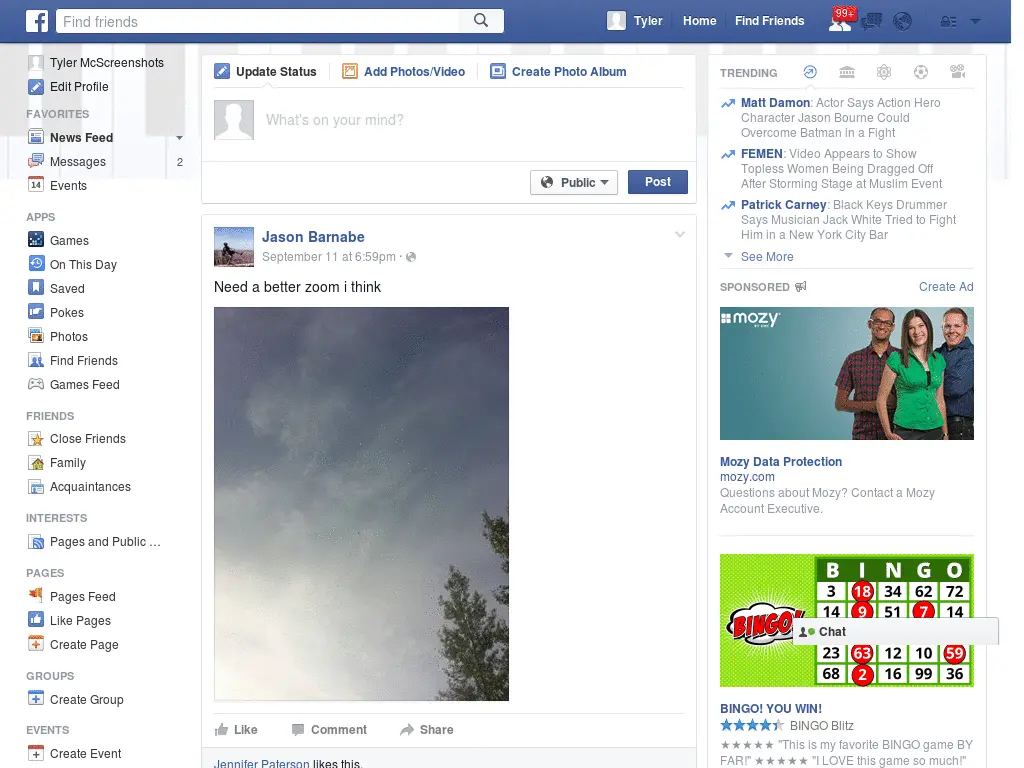 f
Find friends
Tyler
Home
Find Friends
99+
Tyler McScreenshots
Edit Profile
FAVORITES
News Feed
Messages 2
14 Events
APPS
Games
On This Day
Saved
Pokes
Photos
Find Friends
Games Feed
FRIENDS
Close Friends
Family
Acquaintances
INTERESTS
Pages and Public ...
PAGES
Pages Feed
Like Pages
Create Page
GROUPS
Create Group
EVENTS
Create Event
Update Status
Add Photos/Video
Create Photo Album
What's on your mind?
Public
Post
Jason Barnabe
September 11 at 6:59pm ·
Need a better zoom i think
Like
Comment
Share
Jennifer Paterson likes this.
TRENDING
Matt Damon: Actor Says Action Hero
Character Jason Bourne Could
Overcome Batman in a Fight
FEMEN: Video Appears to Show
Topless Women Being Dragged Off
After Storming Stage at Muslim Event
Patrick Carney: Black Keys Drummer
Says Musician Jack White Tried to Fight
Him in a New York City Bar
See More
SPONSORED
Create Ad
mozy
Mozy Data Protection
mozy.com
Questions about Mozy? Contact a Mozy
Account Executive.
BINGO!
B I N G O
3 18 34 62 72
14 9 51 7 14
Chat
23 63 12 10 59
68 2 16 99 36
BINGO! YOU WIN!
BINGO Blitz
★★★★★ "This is my favorite BINGO game BY
FAR!" ★★★★★ "I LOVE this game so much!"